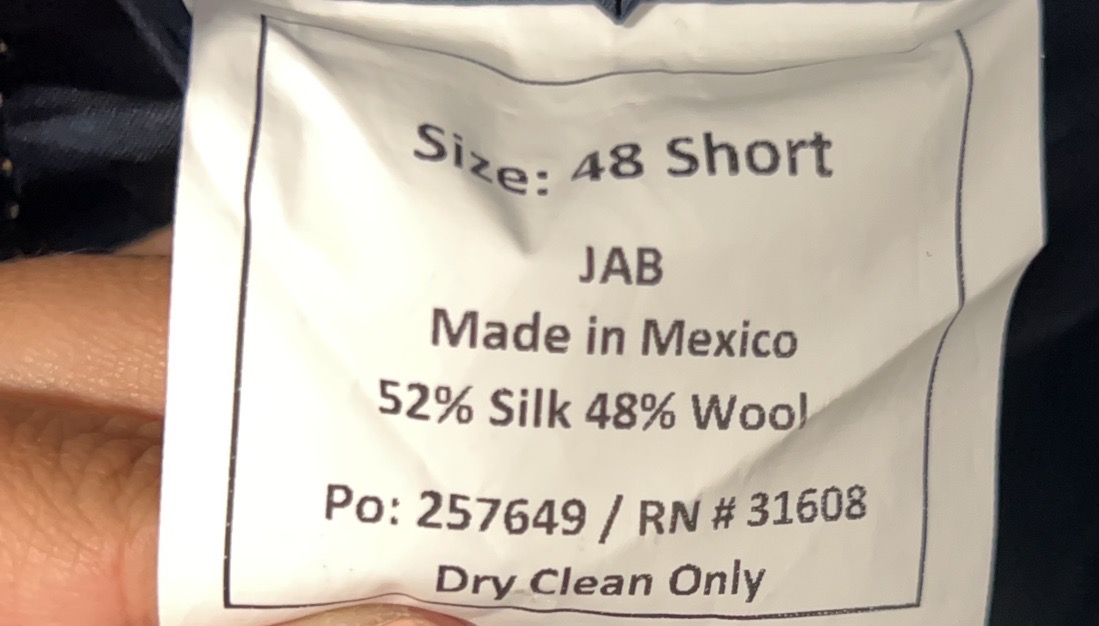 Size: 48 Short
JAB
Made in Mexico
52% Silk 48% Wool
Po: 257649 / RN # 31608
Dry Clean Only